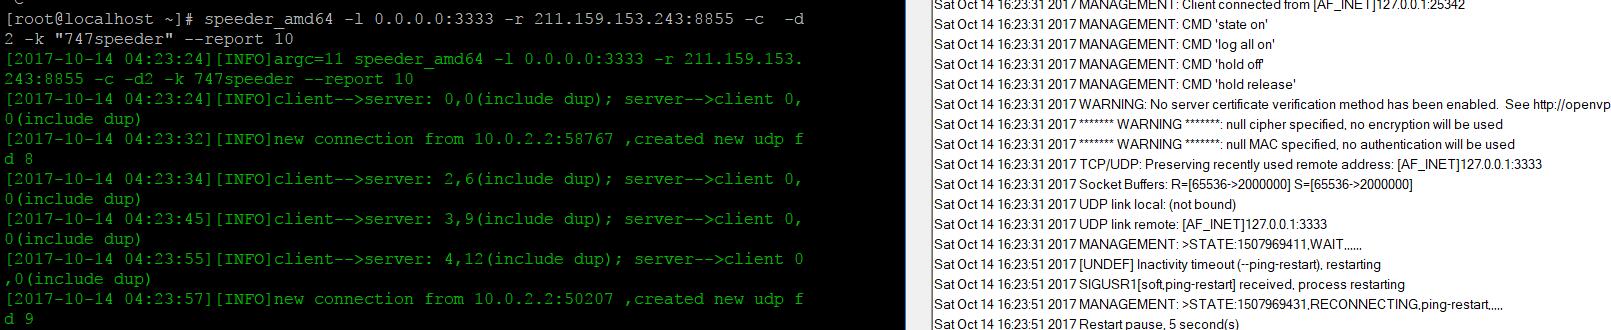 [root@localhost ~]# speeder_amd64 -l 0.0.0.0:3333 -r 211.159.153.243:8855 -c  -d
2 -k "747speeder" --report 10
[2017-10-14 04:23:24][INFO]argc=11 speeder_amd64 -l 0.0.0.0:3333 -r 211.159.153.
243:8855 -c -d2 -k 747speeder --report 10
[2017-10-14 04:23:24][INFO]client-->server: 0,0(include dup); server-->client 0,
0(include dup)
[2017-10-14 04:23:32][INFO]new connection from 10.0.2.2:58767 ,created new udp f
d 8
[2017-10-14 04:23:34][INFO]client-->server: 2,6(include dup); server-->client 0,
0(include dup)
[2017-10-14 04:23:45][INFO]client-->server: 3,9(include dup); server-->client 0,
0(include dup)
[2017-10-14 04:23:55][INFO]client-->server: 4,12(include dup); server-->client 0
,0(include dup)
[2017-10-14 04:23:57][INFO]new connection from 10.0.2.2:50207 ,created new udp f
d 9
Sat Oct 14 16:23:31 2017 MANAGEMENT: Client connected from [AF_INET]127.0.0.1:25342
Sat Oct 14 16:23:31 2017 MANAGEMENT: CMD 'state on'
Sat Oct 14 16:23:31 2017 MANAGEMENT: CMD 'log all on'
Sat Oct 14 16:23:31 2017 MANAGEMENT: CMD 'hold off'
Sat Oct 14 16:23:31 2017 MANAGEMENT: CMD 'hold release'
Sat Oct 14 16:23:31 2017 WARNING: No server certificate verification method has been enabled.  See http://openvp
Sat Oct 14 16:23:31 2017 ******* WARNING *******: null cipher specified, no encryption will be used
Sat Oct 14 16:23:31 2017 ******* WARNING *******: null MAC specified, no authentication will be used
Sat Oct 14 16:23:31 2017 TCP/UDP: Preserving recently used remote address: [AF_INET]127.0.0.1:3333
Sat Oct 14 16:23:31 2017 Socket Buffers: R=[65536->2000000] S=[65536->2000000]
Sat Oct 14 16:23:31 2017 UDP link local: (not bound)
Sat Oct 14 16:23:31 2017 UDP link remote: [AF_INET]127.0.0.1:3333
Sat Oct 14 16:23:31 2017 MANAGEMENT: >STATE:1507969411,WAIT,,,,,,
Sat Oct 14 16:23:51 2017 [UNDEF] Inactivity timeout (--ping-restart), restarting
Sat Oct 14 16:23:51 2017 SIGUSR1[soft,ping-restart] received, process restarting
Sat Oct 14 16:23:51 2017 MANAGEMENT: >STATE:1507969431,RECONNECTING,ping-restart,,,,,
Sat Oct 14 16:23:51 2017 Restart pause, 5 second(s)